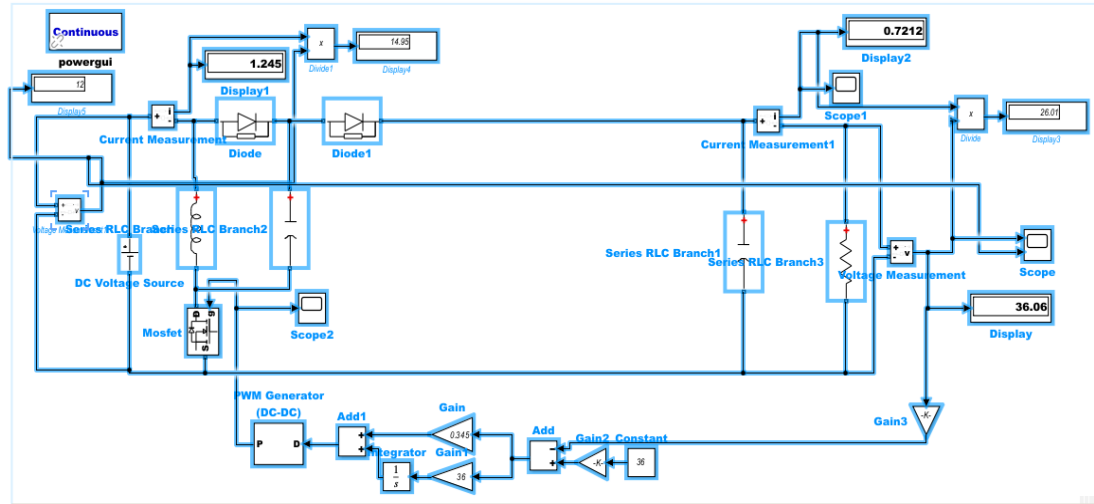 Continuous
powergui
12
Display5
1.245
Display1
x
Divide1
14.95
Display4
0.7212
Display2
Scope1
x
Divide
26.01
Display3
+
-
i
Current Measurement
Diode
Diode1
+
-
i
Current Measurement1
+
-
v
Series RLC Branch
Series RLC Branch2
DC Voltage Source
Series RLC Branch1
Series RLC Branch3
+
-
v
Voltage Measurement
Scope
36.06
Display
D
g
S
Mosfet
Scope2
PWM Generator
(DC-DC)
P
D
Add1
+
+
Gain
0.345
Integrator
1
s
Gain1
36
Add
−
+
Gain2
-K-
Constant
36
Gain3
-K-